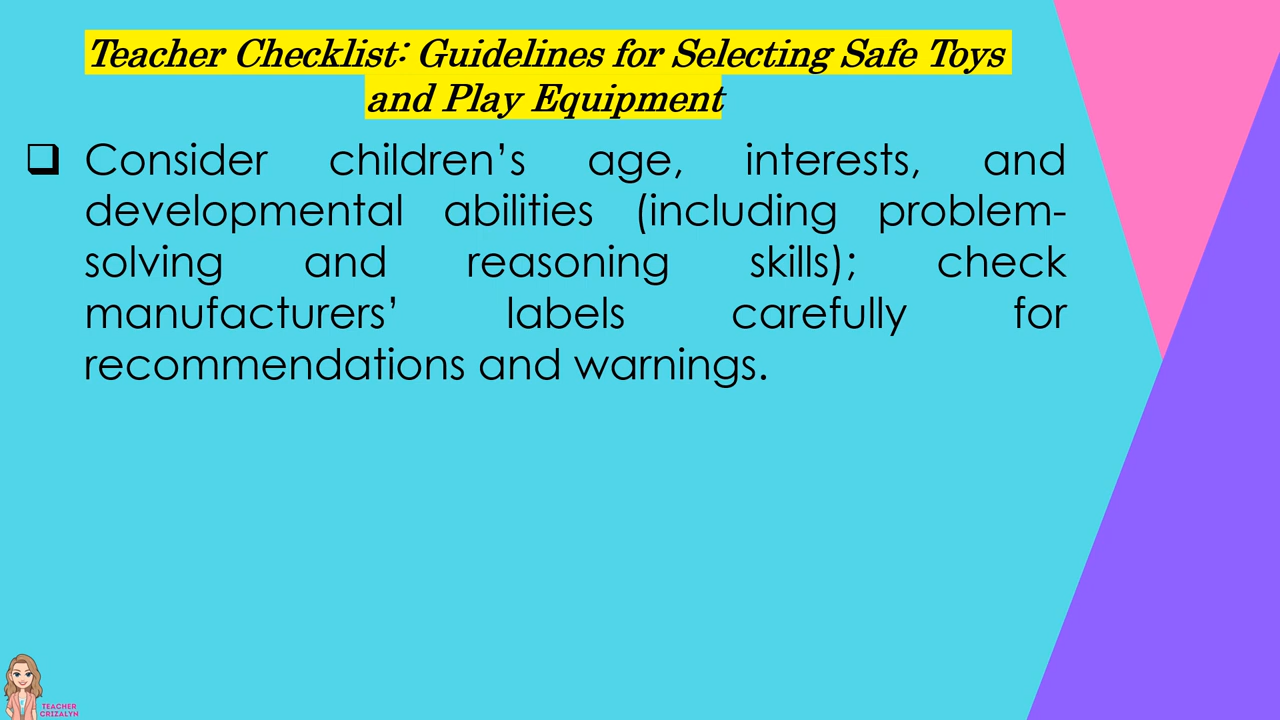 Teacher Checklist: Guidelines for Selecting Safe Toys
and Play Equipment
❑ Consider children’s age, interests, and
developmental abilities (including problem-
solving and reasoning skills); check
manufacturers’ labels carefully for
recommendations and warnings.
TEACHER
CRIZALYN